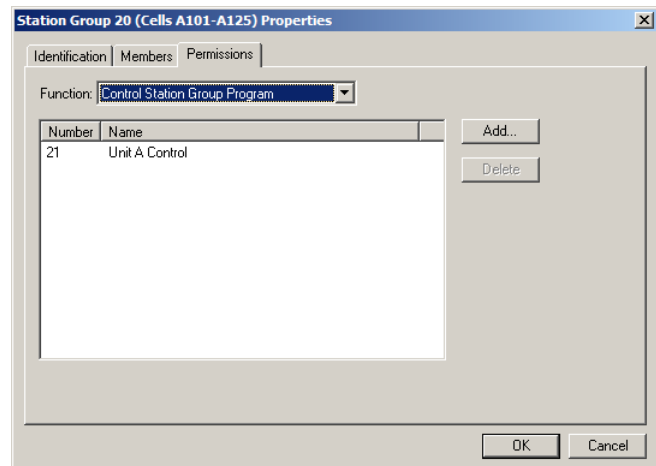 Station Group 20 (Cells A101-A125) Properties
Identification Members Permissions
Function: Control Station Group Program
Number Name
21 Unit A Control
Add...
Delete
OK Cancel